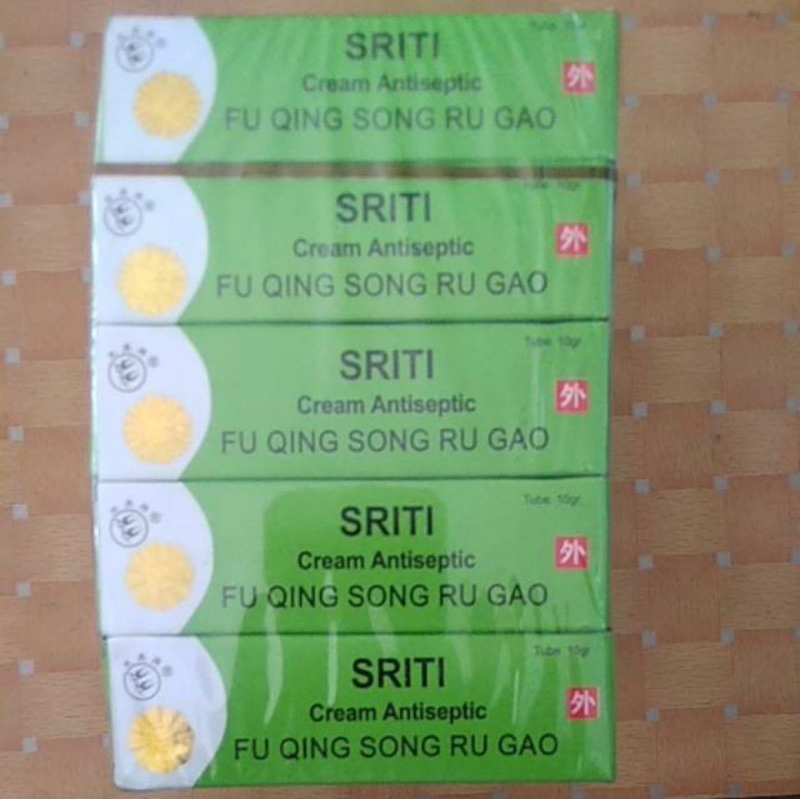 SRITI
Cream Antiseptic
外
FU QING SONG RU GAO
Tube 10gr
SRITI
Cream Antiseptic
外
FU QING SONG RU GAO
Tube 10gr
SRITI
Cream Antiseptic
外
FU QING SONG RU GAO
Tube 10gr
SRITI
Cream Antiseptic
外
FU QING SONG RU GAO
Tube 10gr
SRITI
Cream Antiseptic
外
FU QING SONG RU GAO